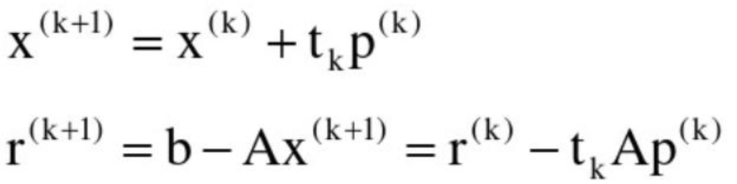 x^(k+1) = x^(k) + t_k p^(k)
r^(k+1) = b − Ax^(k+1) = r^(k) − t_k Ap^(k)